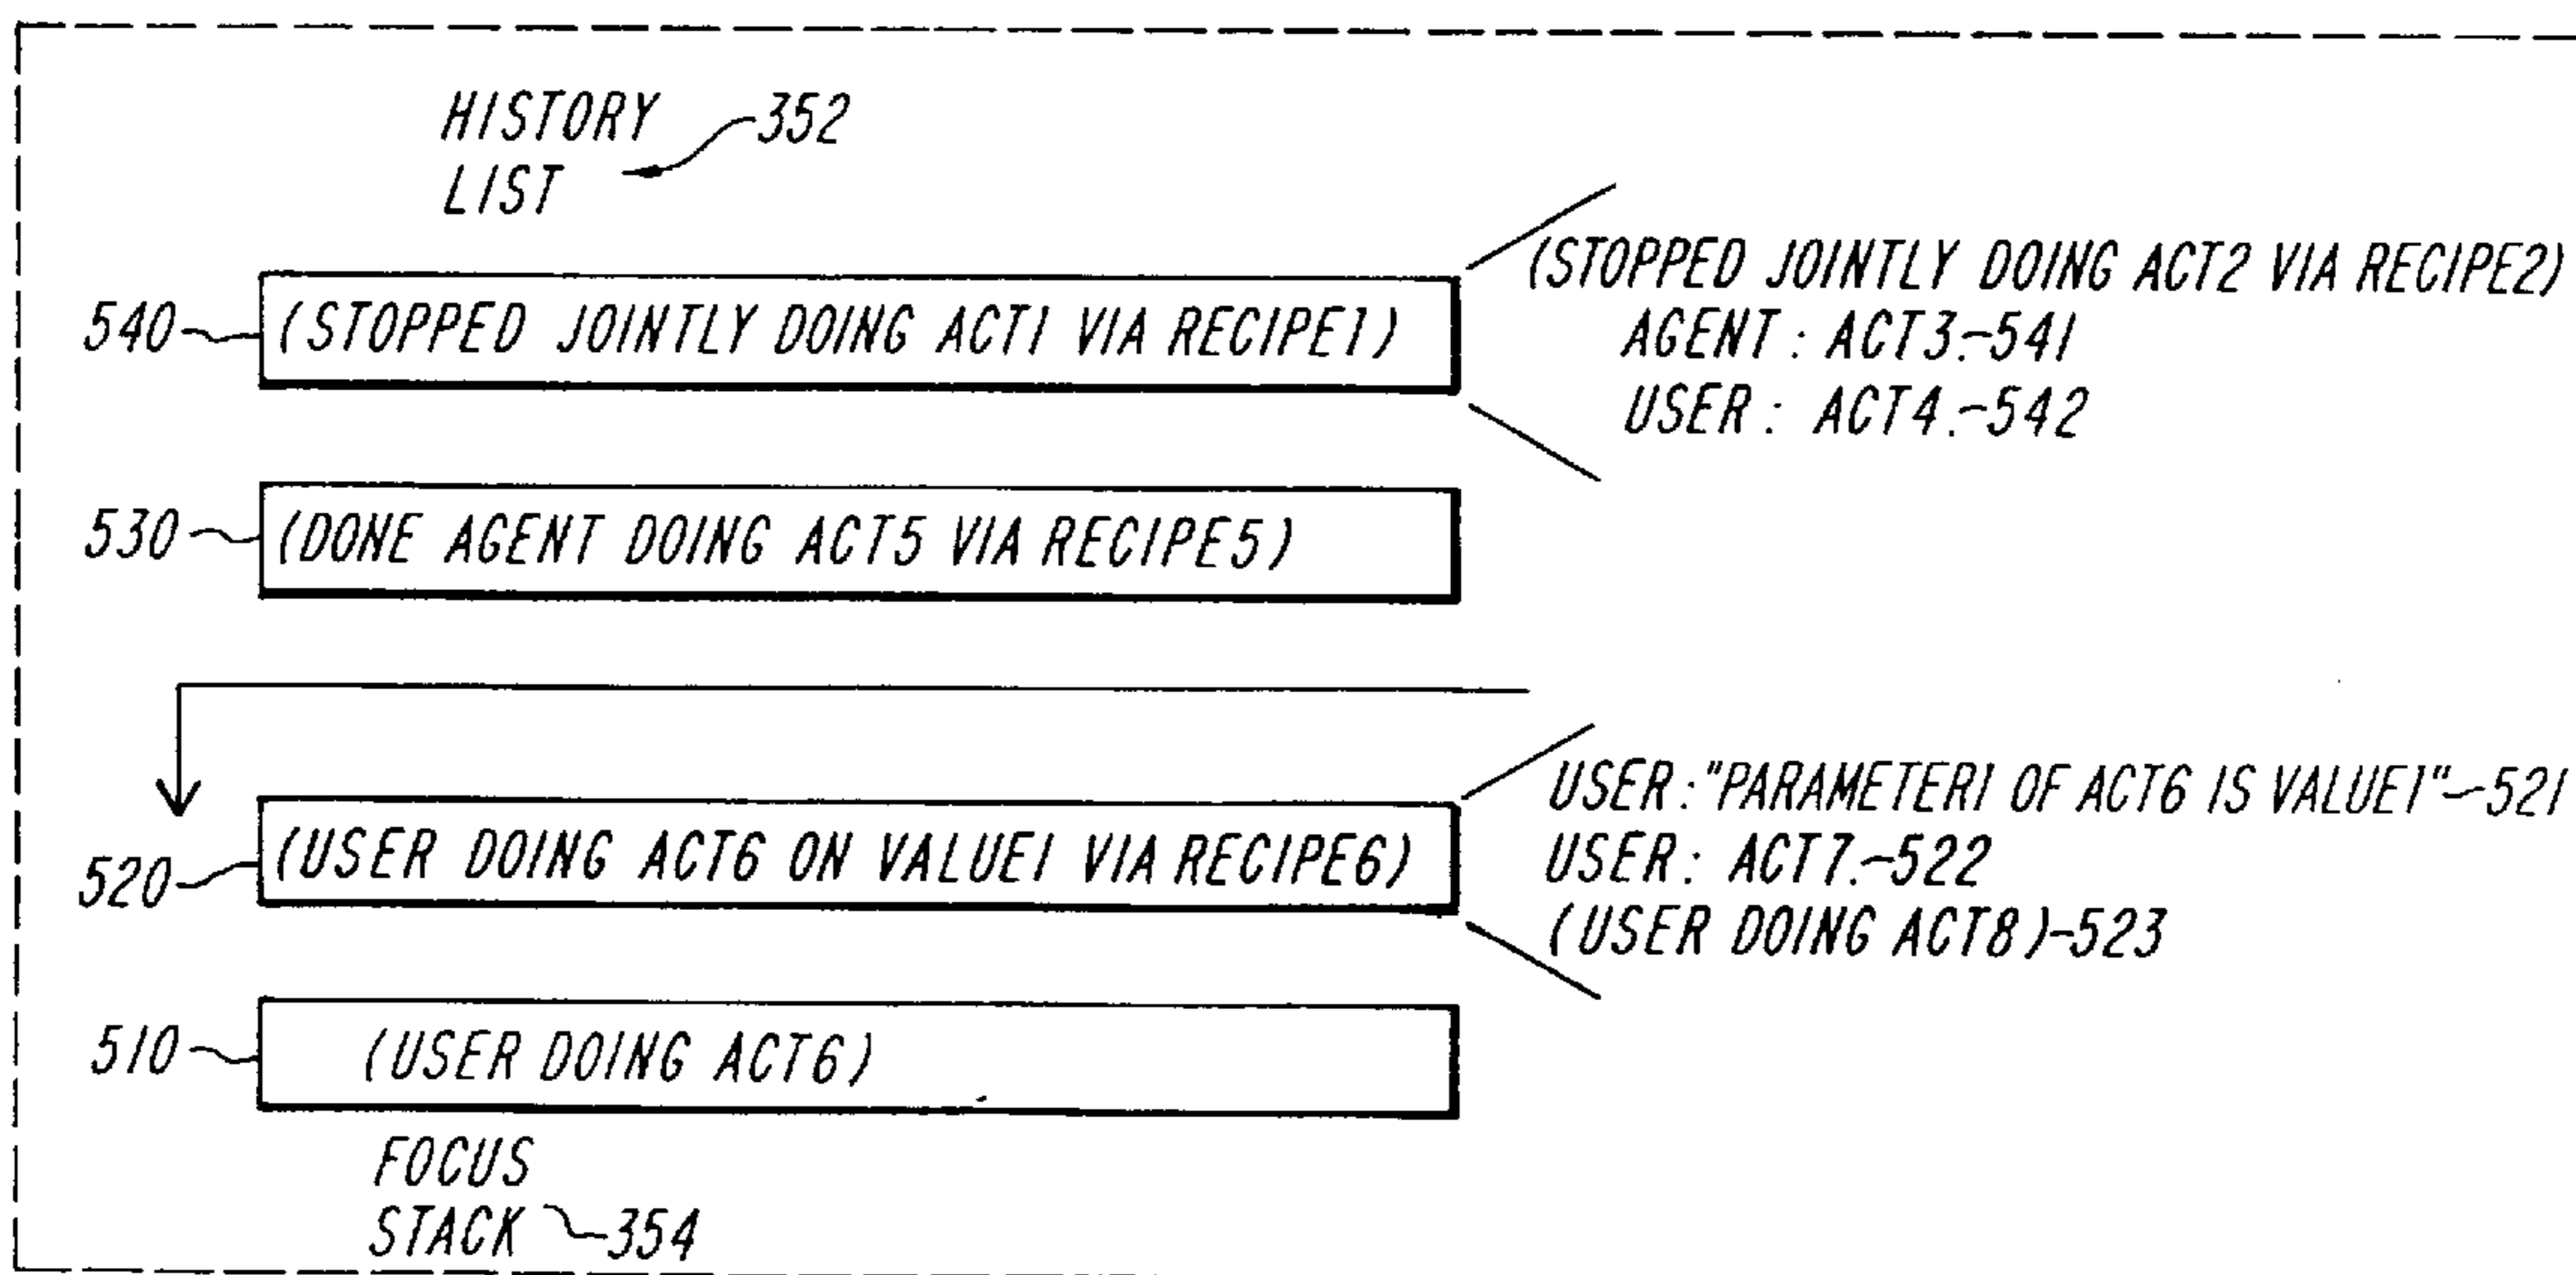 HISTORY
LIST
352
540
(STOPPED JOINTLY DOING ACT1 VIA RECIPE1)
(STOPPED JOINTLY DOING ACT2 VIA RECIPE2)
AGENT: ACT3.-541
USER: ACT4.-542
530
(DONE AGENT DOING ACT5 VIA RECIPE5)
520
(USER DOING ACT6 ON VALUE1 VIA RECIPE6)
USER:"PARAMETER1 OF ACT6 IS VALUE1"-521
USER: ACT7.-522
(USER DOING ACT8)-523
510
(USER DOING ACT6)
FOCUS
STACK
354